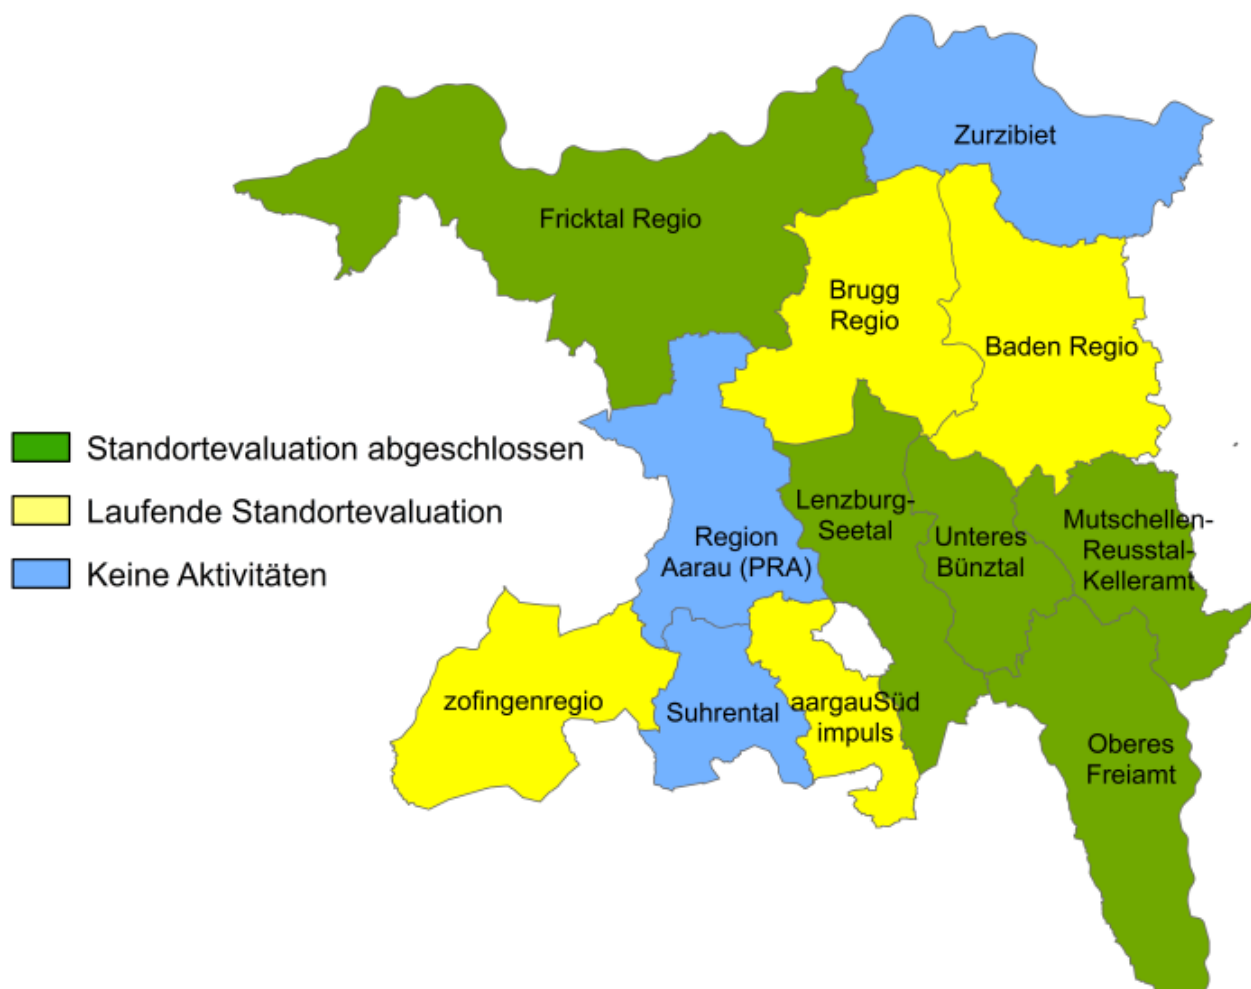 Zurzibiet
Fricktal Regio
Brugg
Regio
Baden Regio
Standortevaluation abgeschlossen
Laufende Standortevaluation
Keine Aktivitäten
Lenzburg-
Seetal
Unteres
Bünztal
Mutschellen-
Reusstal-
Kelleramt
Region
Aarau (PRA)
zofingenregio
Suhrental
aargauSüd
impuls
Oberes
Freiamt